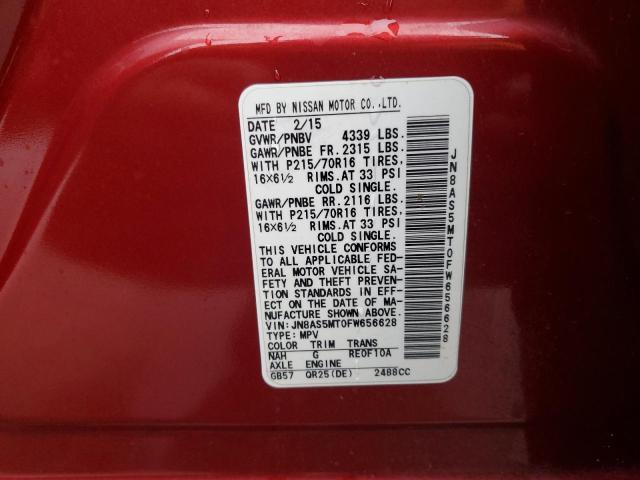 MFD BY NISSAN MOTOR CO.,LTD.
DATE 2/15
GVWR/PNBV 4339 LBS.
GAWR/PNBE FR. 2315 LBS.
WITH P215/70R16 TIRES,
16×6½ RIMS.AT 33 PSI
COLD SINGLE.
GAWR/PNBE RR. 2116 LBS.
WITH P215/70R16 TIRES,
16×6½ RIMS.AT 33 PSI
COLD SINGLE.
THIS VEHICLE CONFORMS
TO ALL APPLICABLE FED-
ERAL MOTOR VEHICLE SA-
FETY AND THEFT PREVEN-
TION STANDARDS IN EFF-
ECT ON THE DATE OF MA-
NUFACTURE SHOWN ABOVE.
VIN: JN8AS5MT0FW656628
TYPE: MPV
COLOR TRIM TRANS
NAH G RE0F10A
AXLE ENGINE
GB57 QR25(DE) 2488CC
JN8AS5MT0FW656628